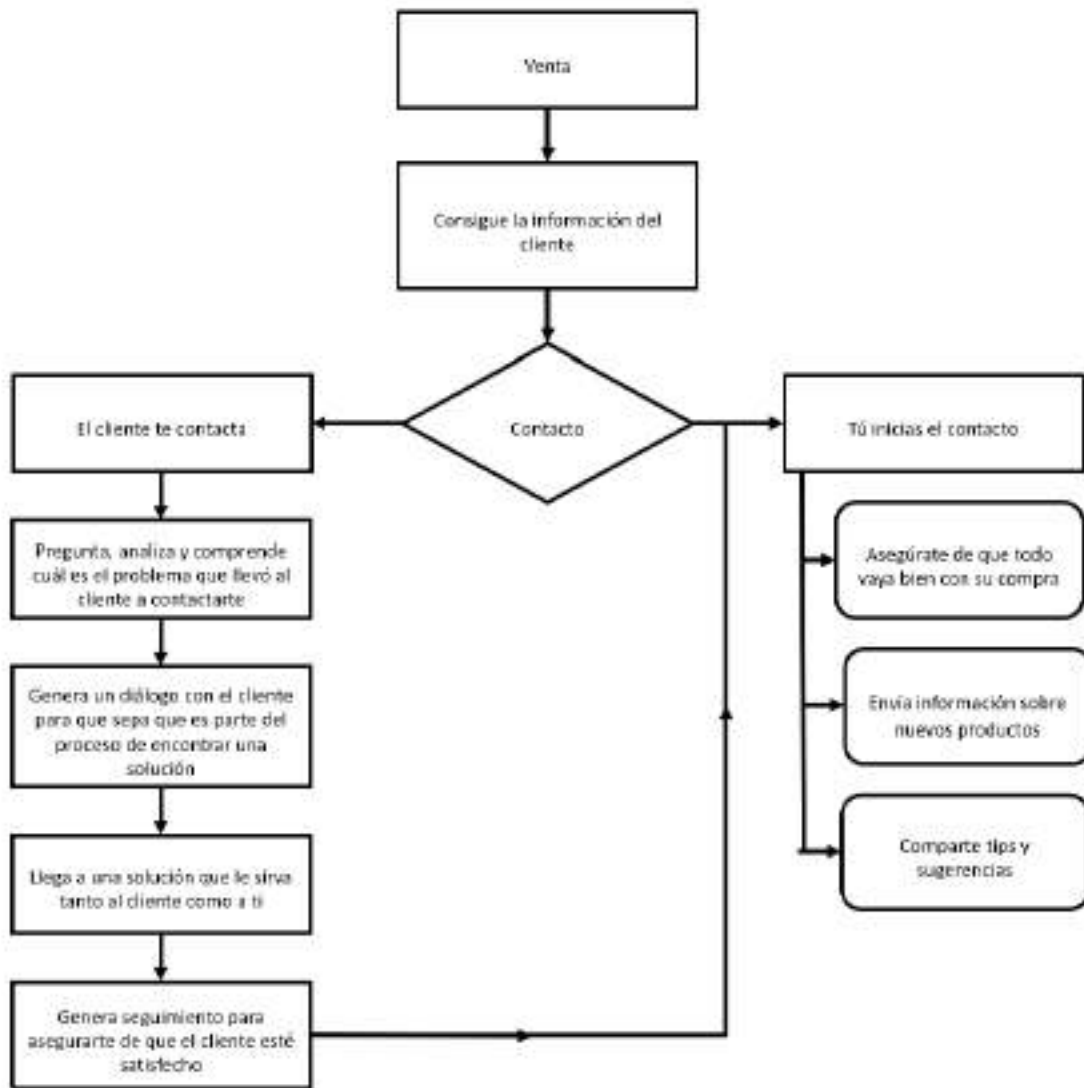 Venta
Consigue la información del
cliente
Contacto
El cliente te contacta
Pregunta, analiza y comprende
cuál es el problema que llevó al
cliente a contactarte
Genera un diálogo con el cliente
para que sepa que es parte del
proceso de encontrar una
solución
Llega a una solución que le sirva
tanto al cliente como a ti
Genera seguimiento para
asegurarte de que el cliente esté
satisfecho
Tú inicias el contacto
Asegúrate de que todo
vaya bien con su compra
Envía información sobre
nuevos productos
Comparte tips y
sugerencias